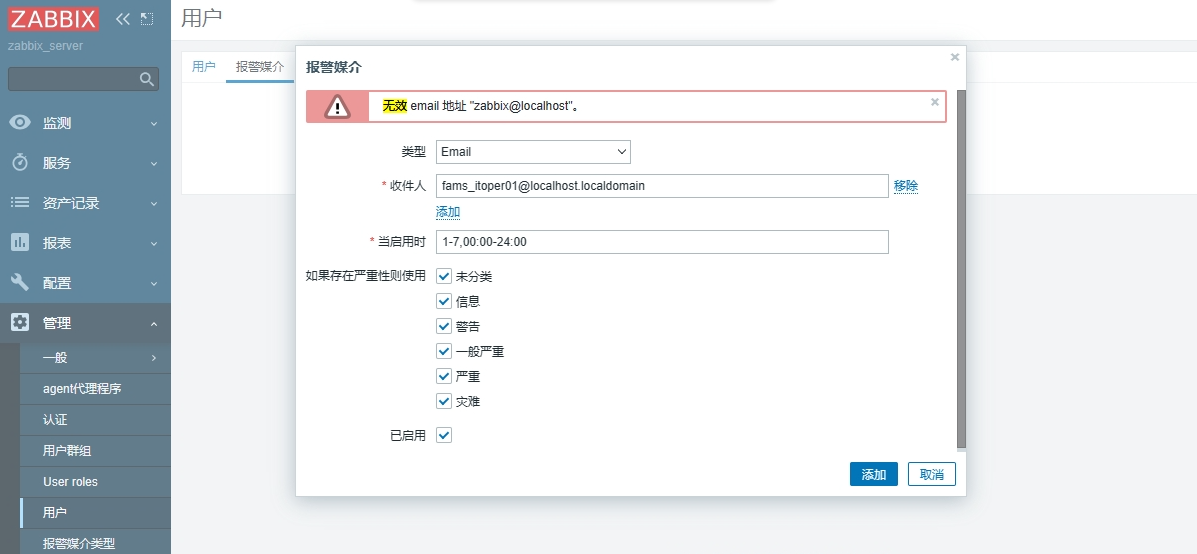 ZABBIX
zabbix_server
监测
服务
资产记录
报表
配置
管理
一般
agent代理程序
认证
用户群组
User roles
用户
报警媒介类型
用户
用户 报警媒介
报警媒介
无效 email 地址 "zabbix@localhost"。
类型 Email
* 收件人 fams_itoper01@localhost.localdomain 移除
添加
* 当启用时 1-7,00:00-24:00
如果存在严重性则使用 未分类
信息
警告
一般严重
严重
灾难
已启用
添加 取消